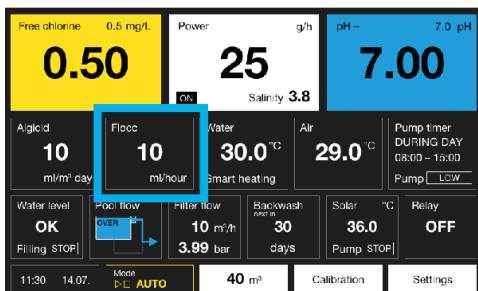 Free chlorine 0.5 mg/L Power g/h pH – 7.0 pH
0.50 25 7.00
ON Salinity 3.8
Algicid Flocc Water Air Pump timer
10 10 30.0 °C 29.0 °C DURING DAY
08:00 – 15:00
ml/m³ day ml/hour Smart heating Pump LOW
Water level Pool flow Filter flow Backwash Solar °C Relay
next in
OK OVER 10 m³/h 30 36.0 OFF
Filling STOP 3.99 bar days Pump STOP
11:30 14.07. Mode AUTO 40 m³ Calibration Settings